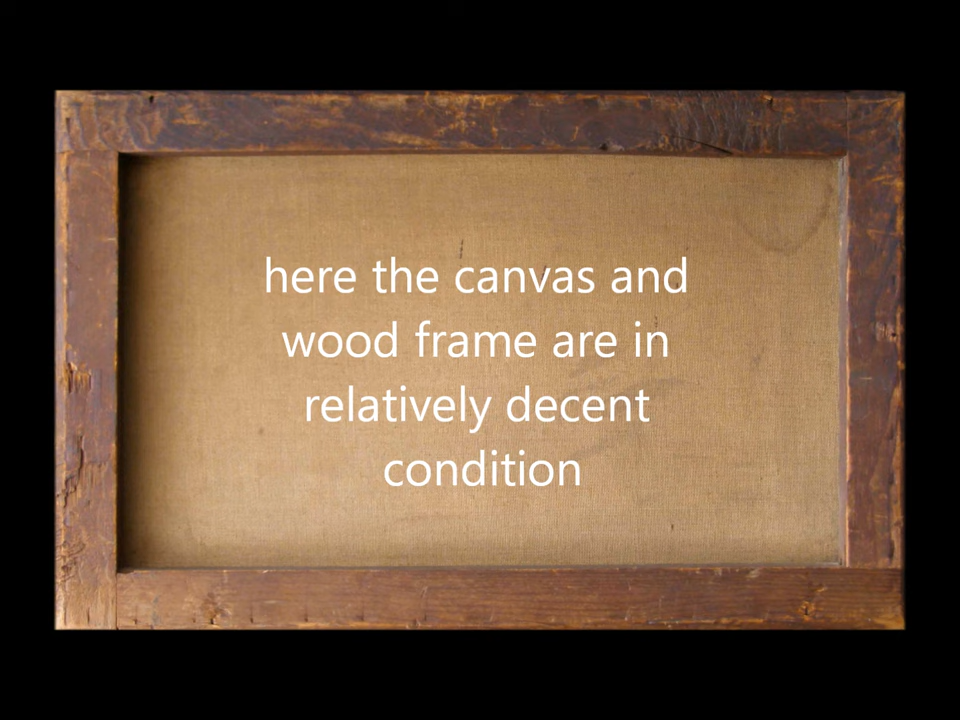 here the canvas and
wood frame are in
relatively decent
condition